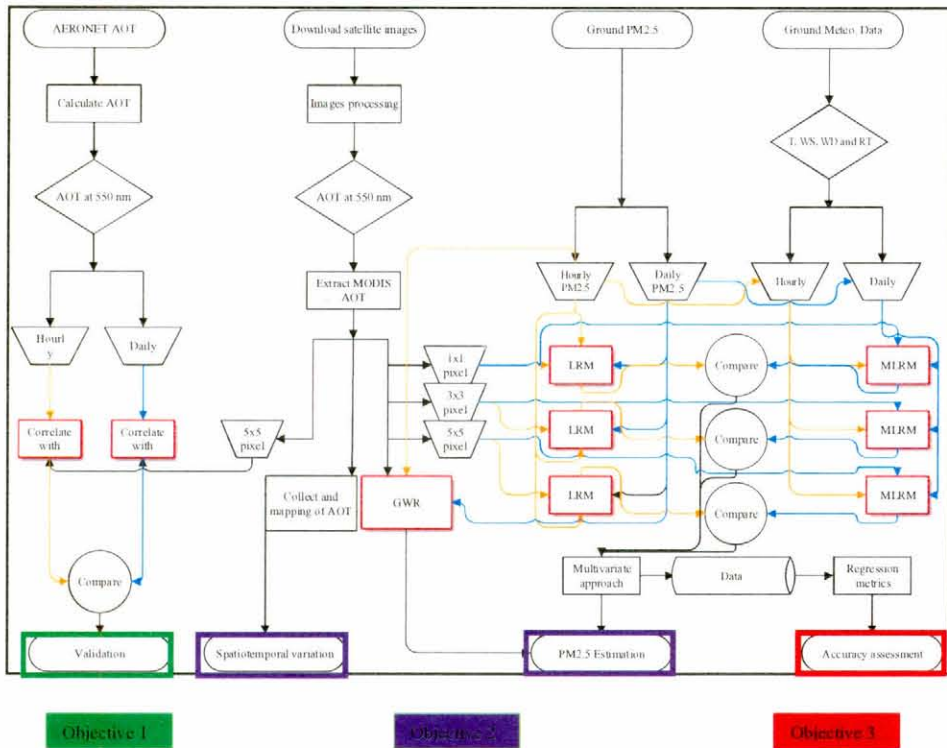 AERONET AOT
Download satellite images
Ground PM2.5
Ground Meteo. Data
Calculate AOT
Images processing
T, WS, WD and RT
AOT at 550 nm
AOT at 550 nm
Extract MODIS
AOT
Hourly
PM2.5
Daily
PM2.5
Hourly
Daily
Hourl
y
Daily
1x1
pixel
LRM
Compare
MLRM
3x3
pixel
Correlate
with
Correlate
with
5x5
pixel
5x5
pixel
LRM
Compare
MLRM
Collect and
mapping of AOT
GWR
LRM
Compare
MLRM
Compare
Multivariate
approach
Data
Regression
metrics
Validation
Spatiotemporal variation
PM2.5 Estimation
Accuracy assessment
Objective 1
Objective 2
Objective 3